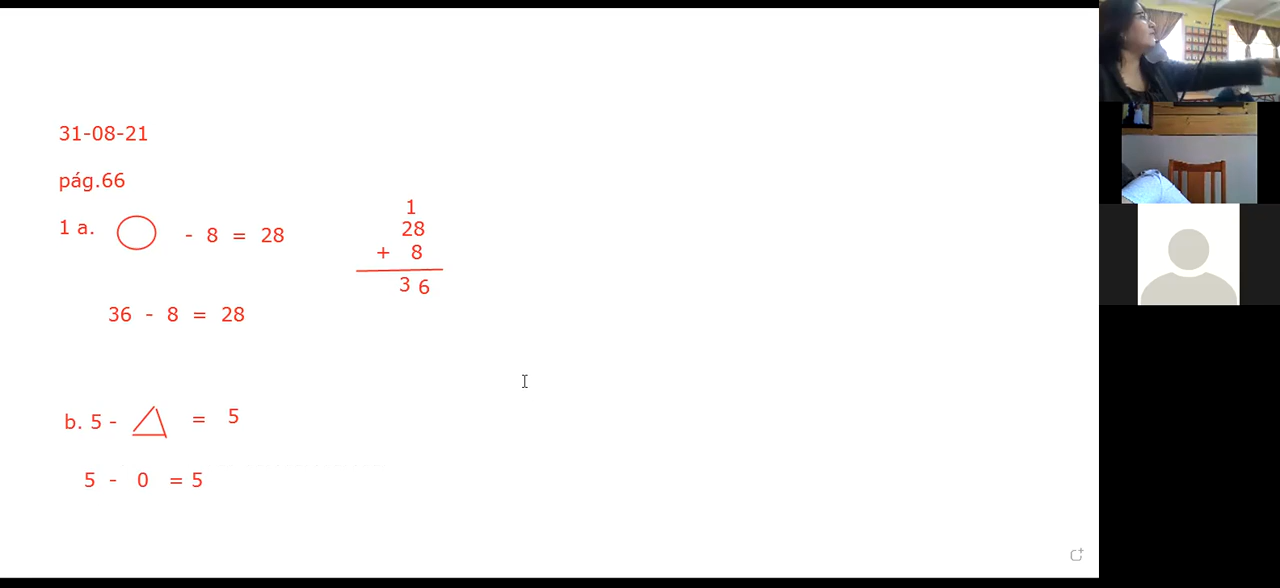 31-08-21
pág.66
1 a. ◯ - 8 = 28
1
28
+ 8
3 6
36 - 8 = 28
b. 5 - △ = 5
5 - 0 = 5